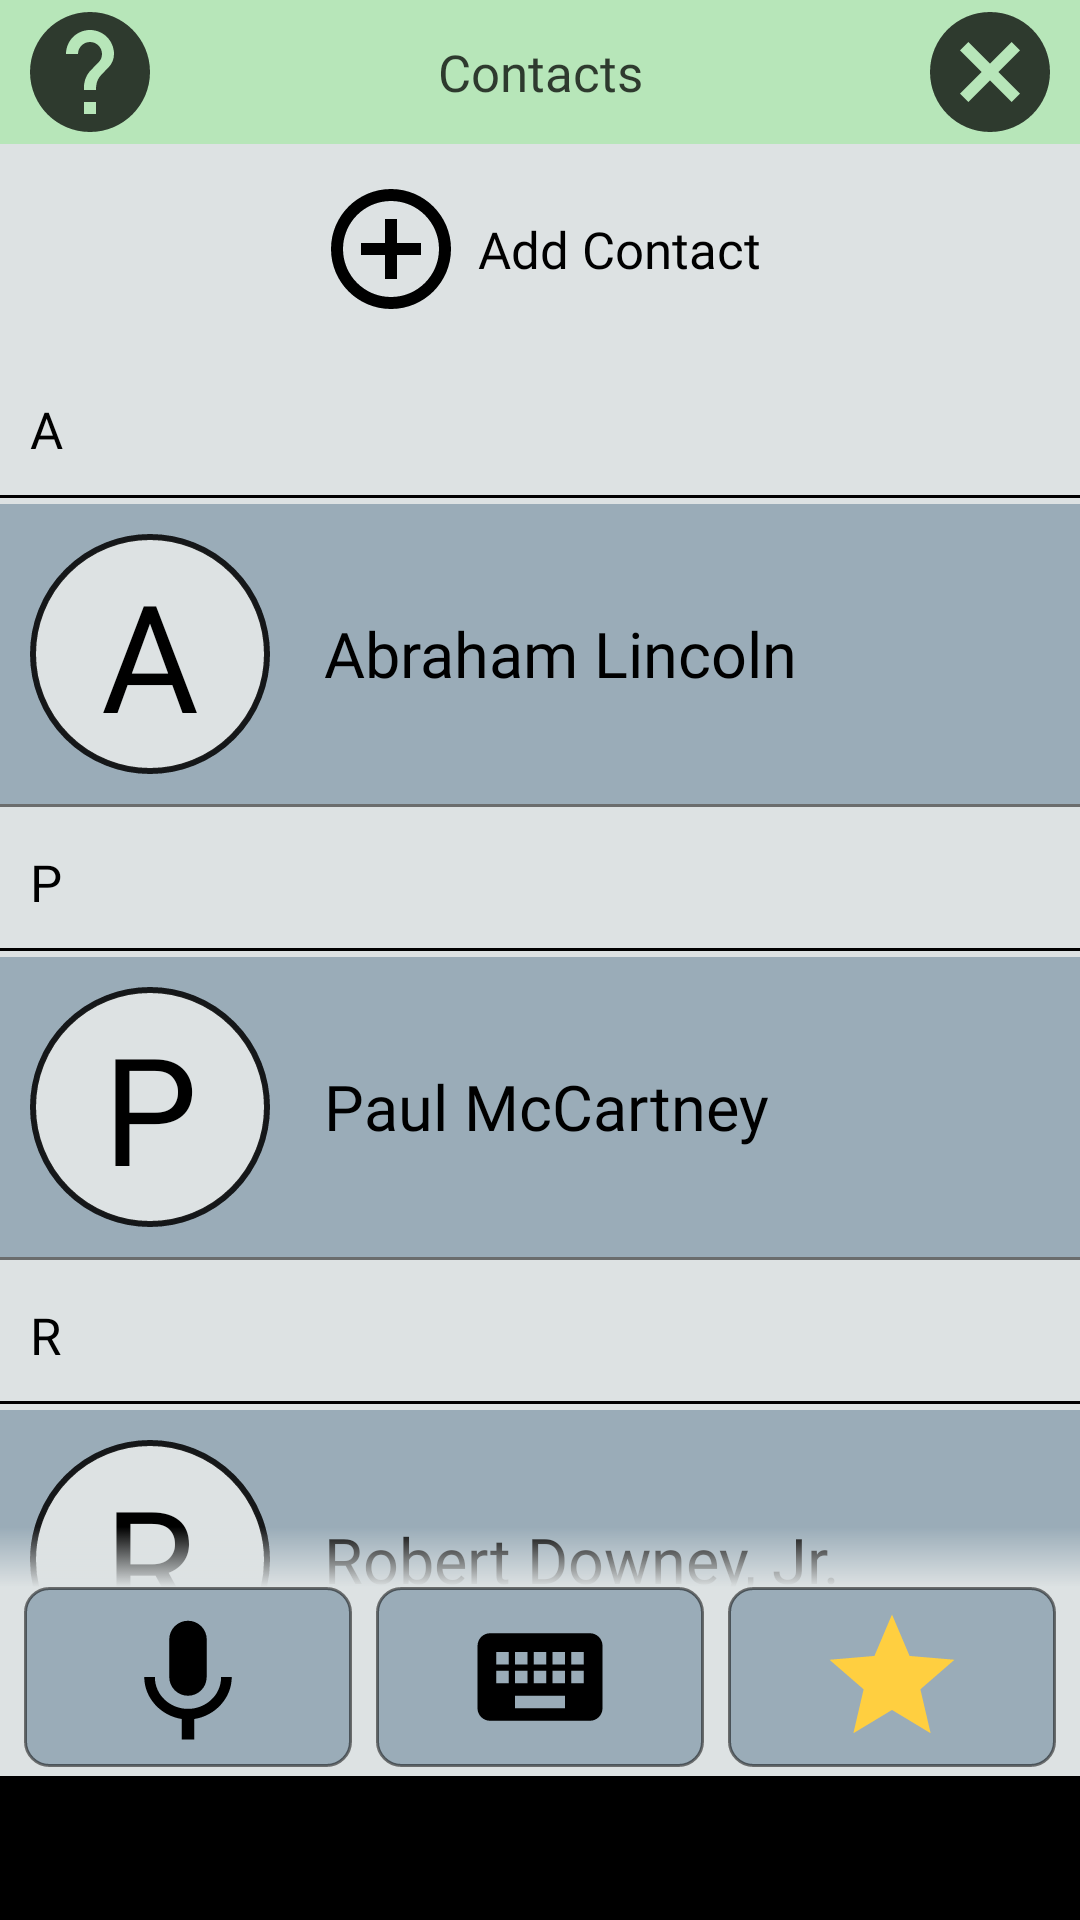 Contacts
Add Contact
A
A
Abraham Lincoln
P
P
Paul McCartney
R
R
Robert Downey, Jr.